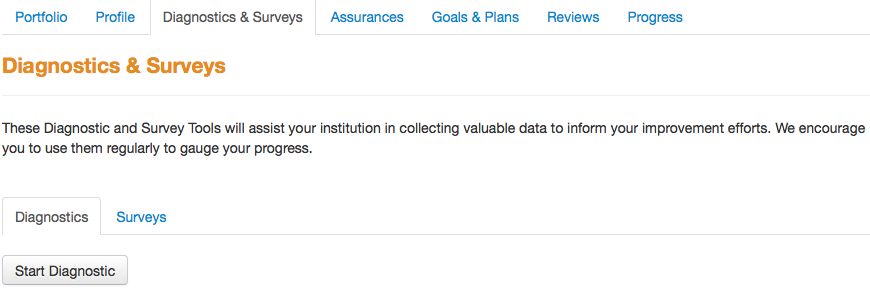 Portfolio Profile Diagnostics & Surveys Assurances Goals & Plans Reviews Progress
Diagnostics & Surveys
These Diagnostic and Survey Tools will assist your institution in collecting valuable data to inform your improvement efforts. We encourage
you to use them regularly to gauge your progress.
Diagnostics Surveys
Start Diagnostic